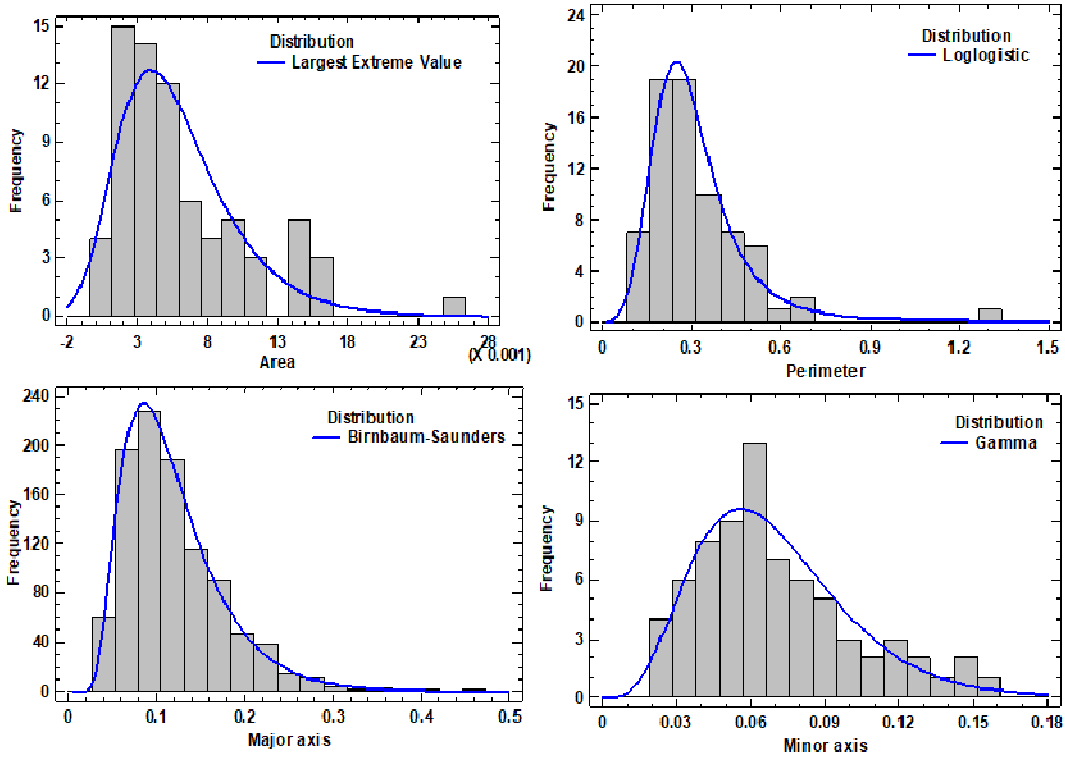 15
12
9
6
3
0
Frequency
Distribution
Largest Extreme Value
-2 3 8 13 18 23 28
Area
(X 0.001)
24
20
16
12
8
4
0
Frequency
Distribution
Loglogistic
0 0.3 0.6 0.9 1.2 1.5
Perimeter
240
200
160
120
80
40
0
Frequency
Distribution
Birnbaum-Saunders
0 0.1 0.2 0.3 0.4 0.5
Major axis
15
12
9
6
3
0
Frequency
Distribution
Gamma
0 0.03 0.06 0.09 0.12 0.15 0.18
Minor axis